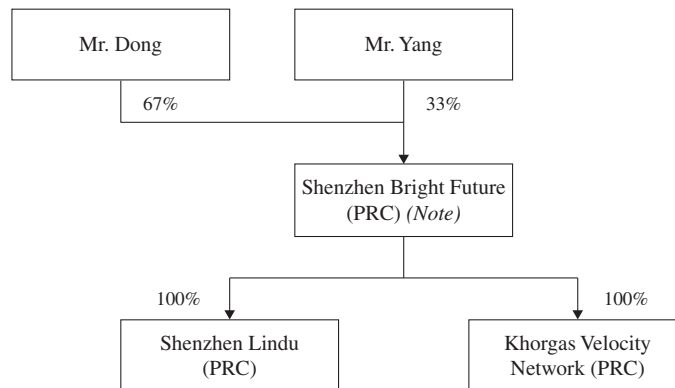 Mr. Dong
Mr. Yang
67%
33%
Shenzhen Bright Future
(PRC) (Note)
100%
100%
Shenzhen Lindu
(PRC)
Khorgas Velocity
Network (PRC)